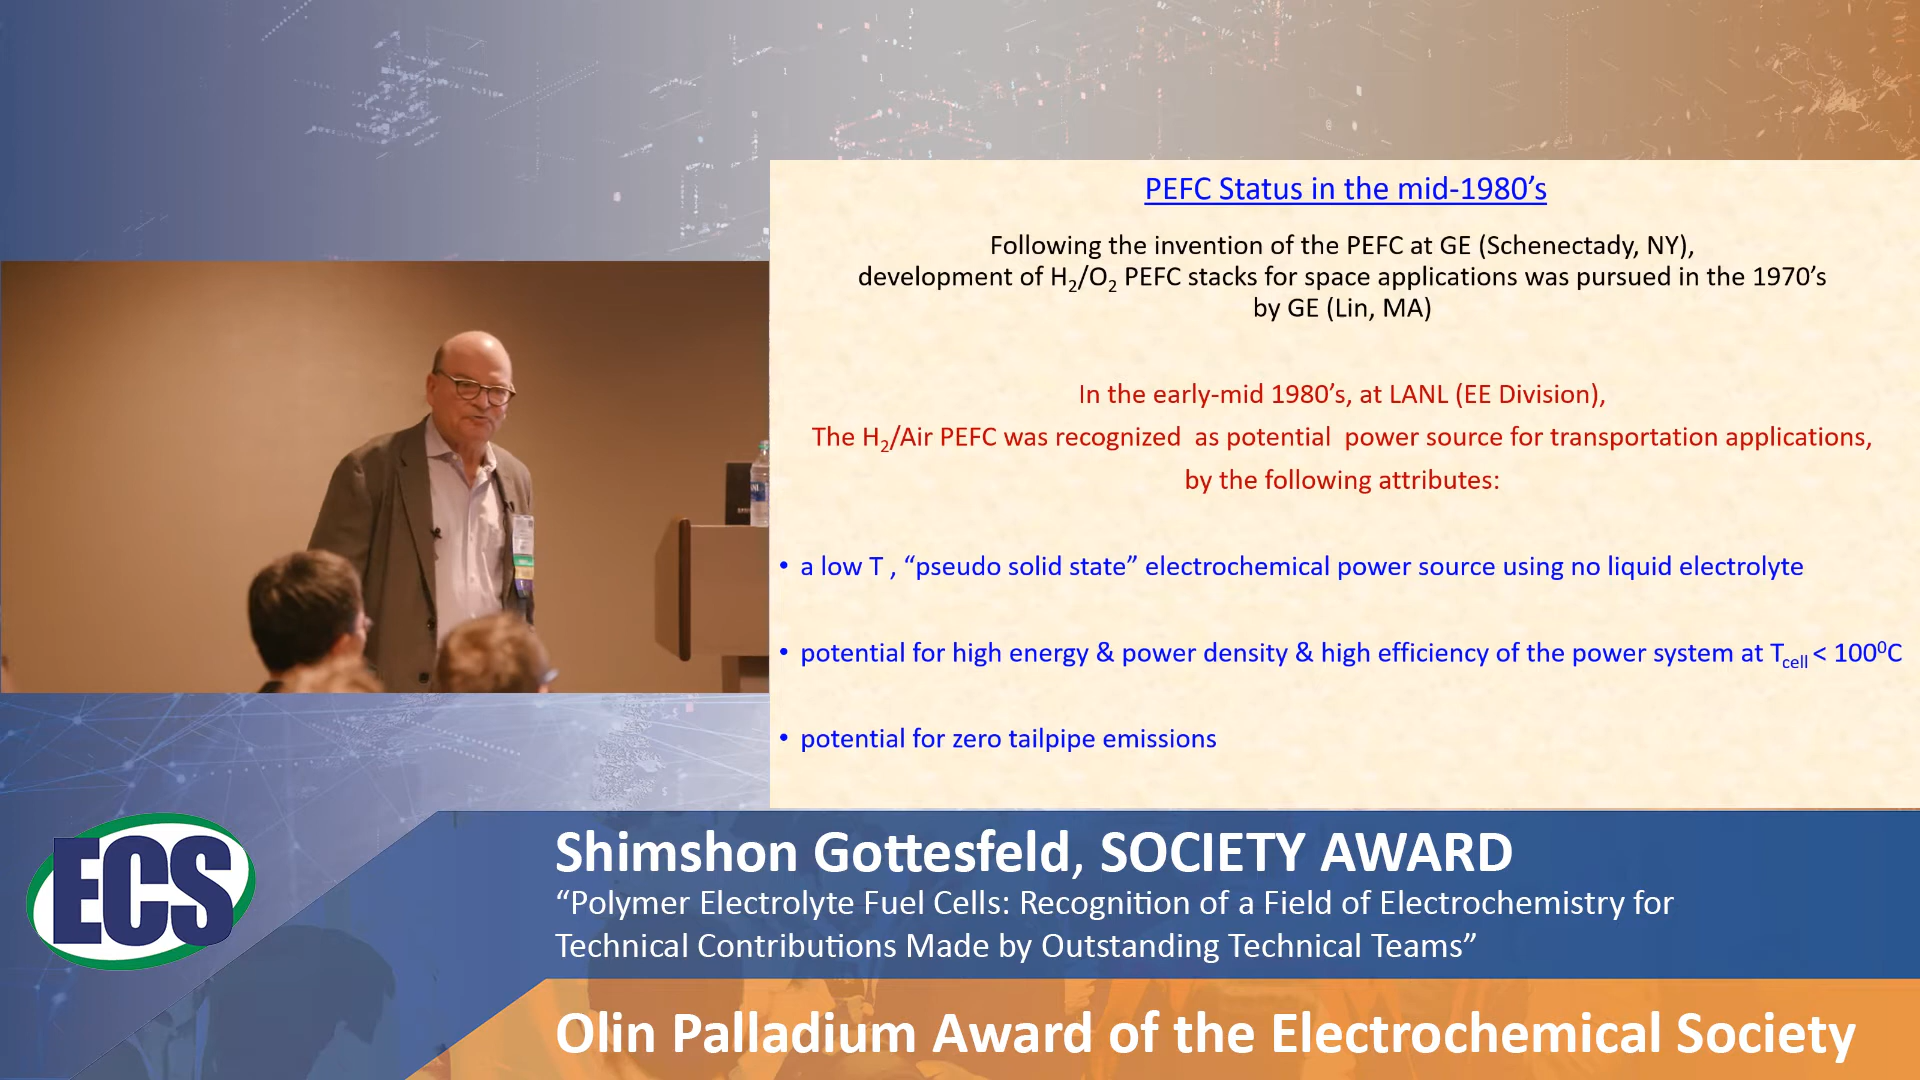 PEFC Status in the mid-1980’s
Following the invention of the PEFC at GE (Schenectady, NY),
development of H₂/O₂ PEFC stacks for space applications was pursued in the 1970’s
by GE (Lin, MA)
In the early-mid 1980’s, at LANL (EE Division),
The H₂/Air PEFC was recognized as potential power source for transportation applications,
by the following attributes:
• a low T , “pseudo solid state” electrochemical power source using no liquid electrolyte
• potential for high energy & power density & high efficiency of the power system at Tcell < 100⁰C
• potential for zero tailpipe emissions
ECS
Shimshon Gottesfeld, SOCIETY AWARD
“Polymer Electrolyte Fuel Cells: Recognition of a Field of Electrochemistry for
Technical Contributions Made by Outstanding Technical Teams”
Olin Palladium Award of the Electrochemical Society